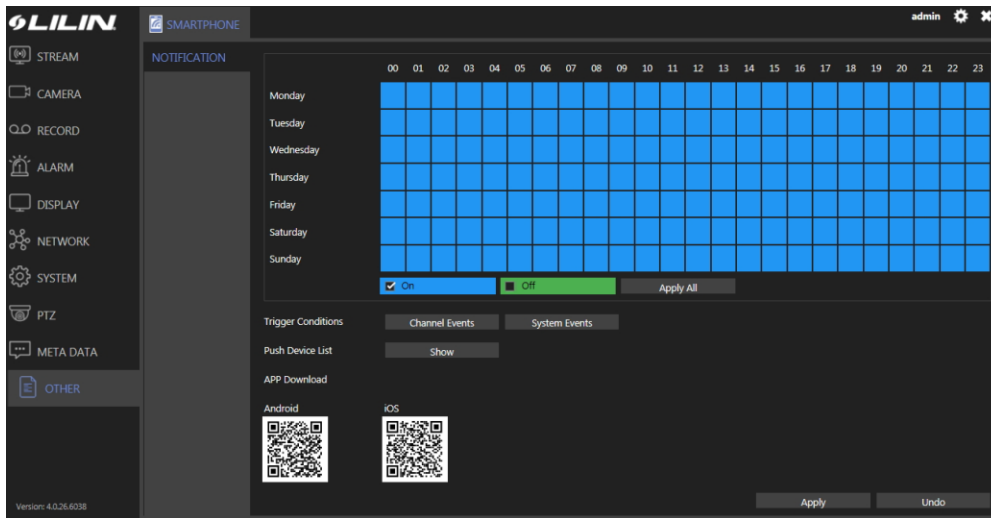 LILIN
SMARTPHONE
admin
STREAM
CAMERA
RECORD
ALARM
DISPLAY
NETWORK
SYSTEM
PTZ
META DATA
OTHER
Version: 4.0.26.6038
NOTIFICATION
00 01 02 03 04 05 06 07 08 09 10 11 12 13 14 15 16 17 18 19 20 21 22 23
Monday
Tuesday
Wednesday
Thursday
Friday
Saturday
Sunday
On Off Apply All
Trigger Conditions Channel Events System Events
Push Device List Show
APP Download
Android iOS
Apply Undo